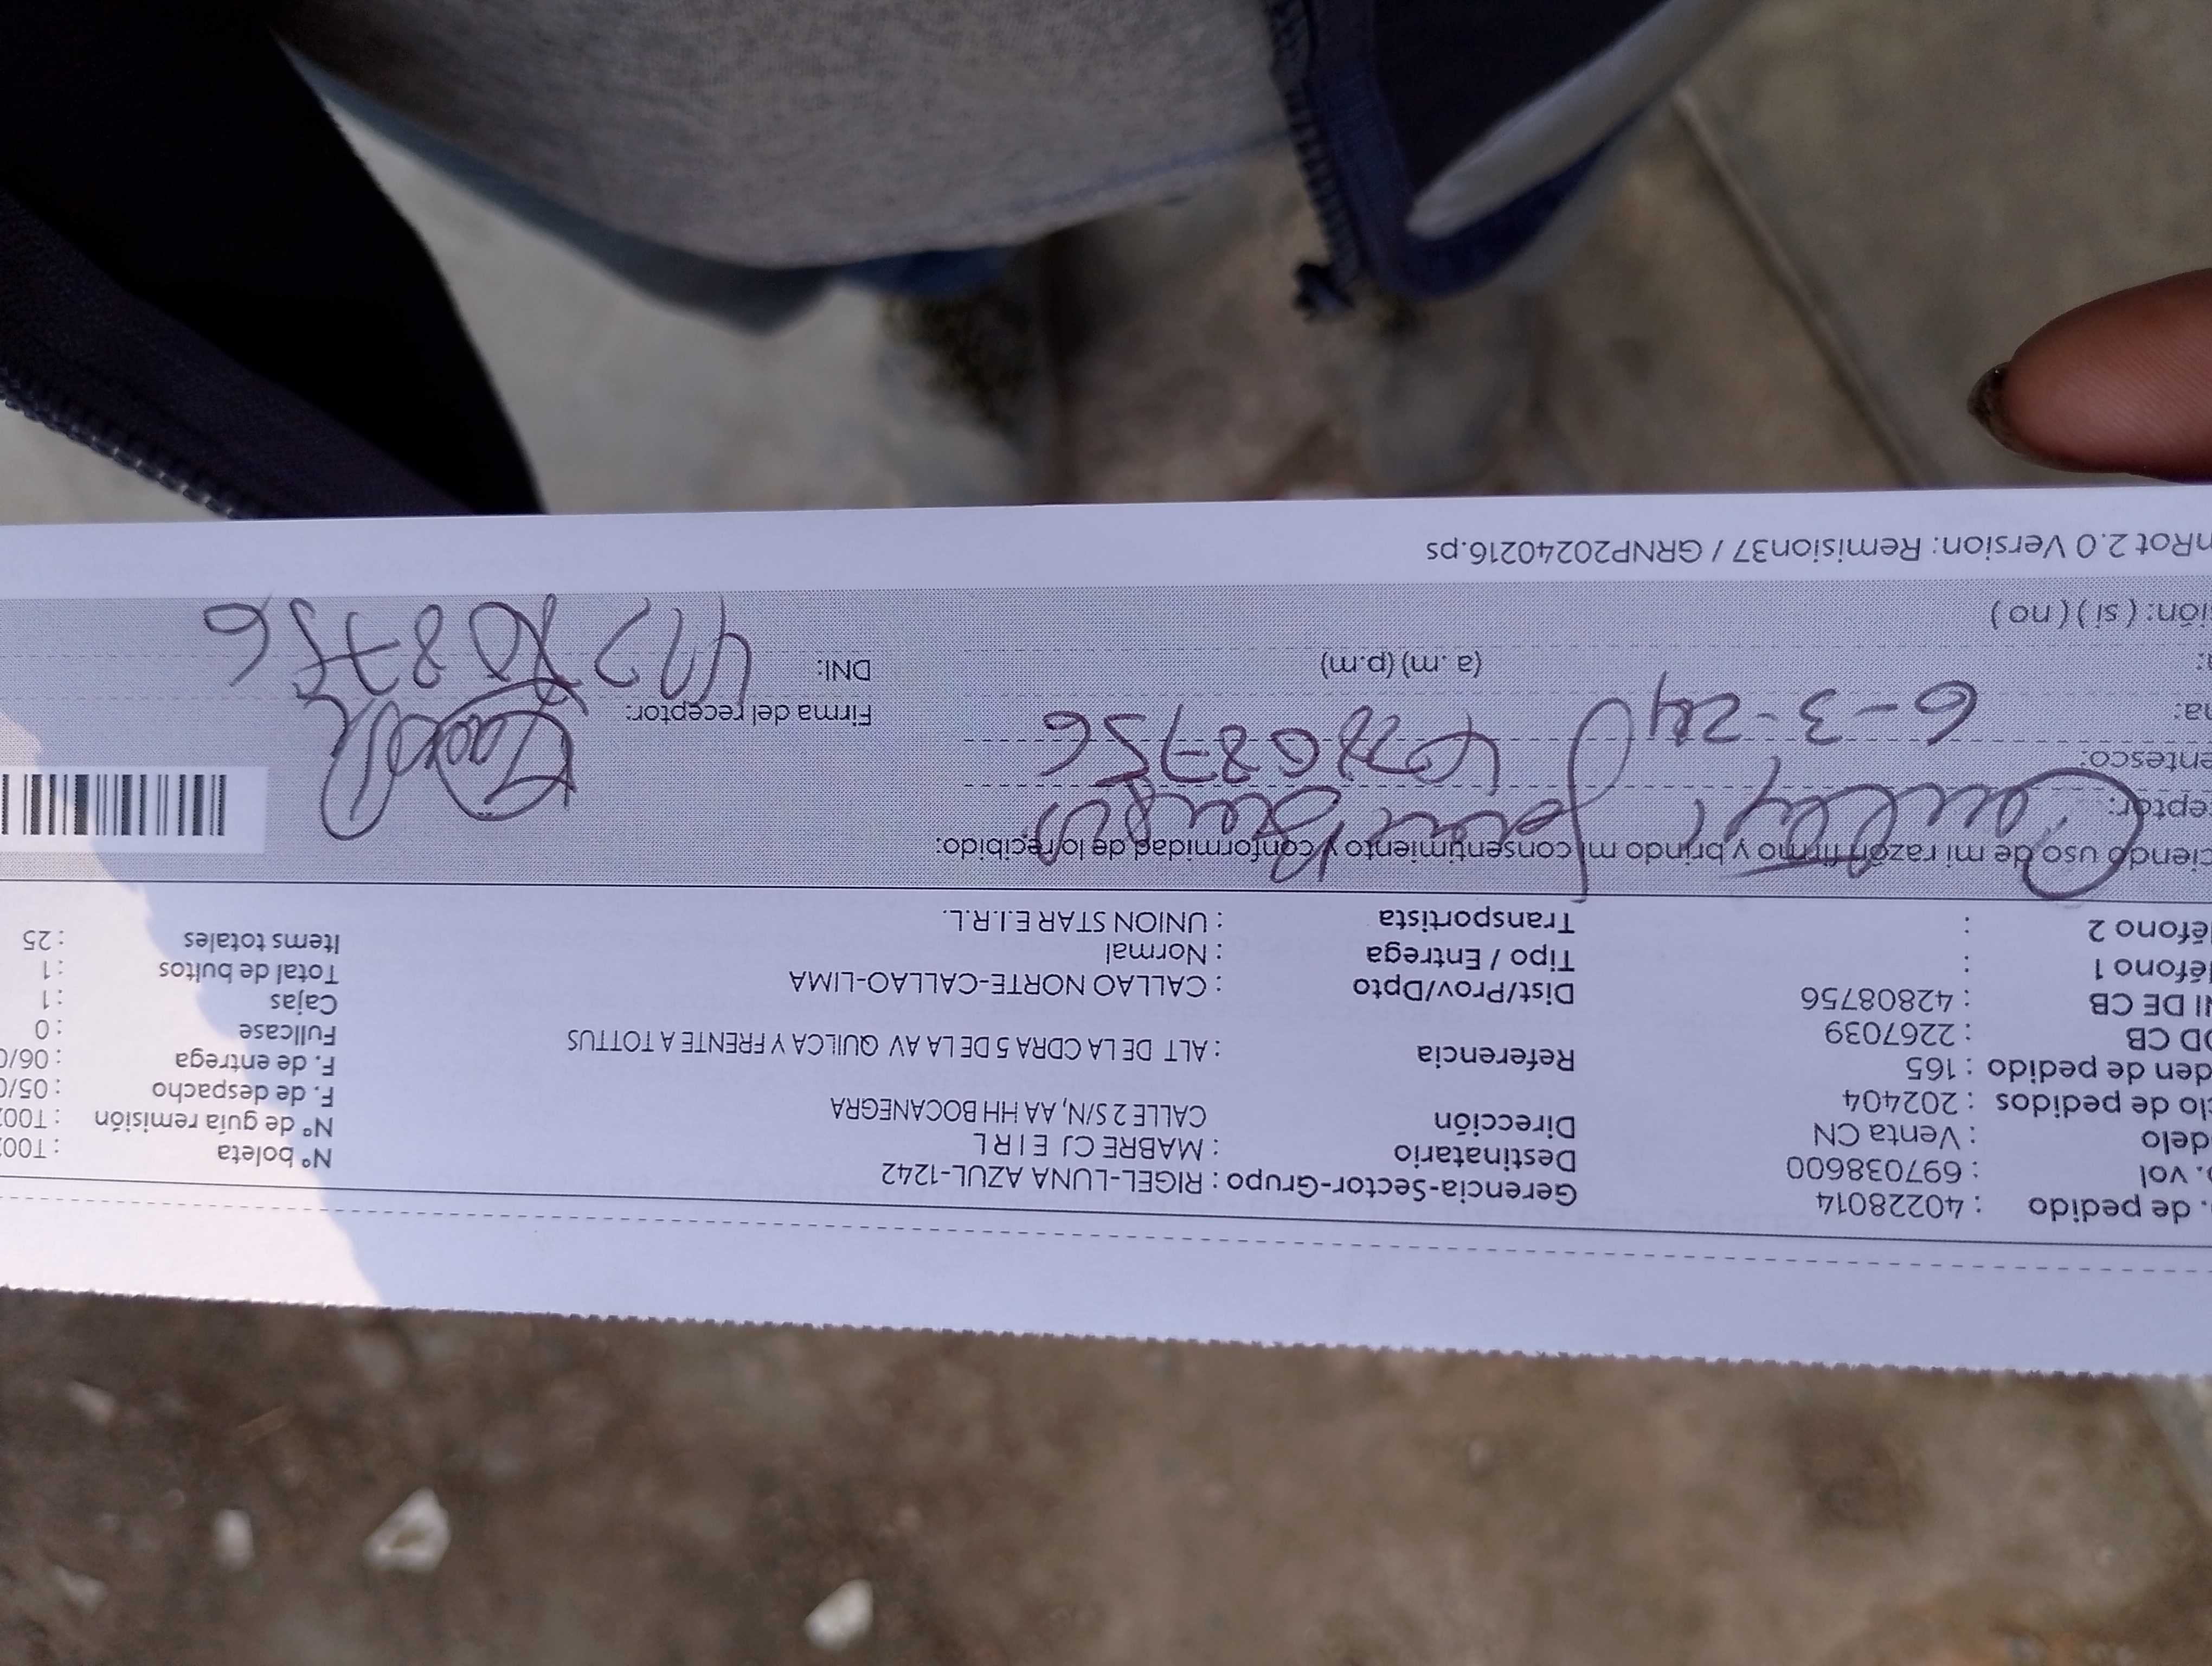 . de pedido : 40228014
. vol : 697038600
delo : Venta CN
clo de pedidos : 202404
den de pedido : 165
OD CB : 2267039
NI DE CB : 42808756
léfono 1 :
léfono 2 :
Gerencia-Sector-Grupo : RIGEL-LUNA AZUL-1242
Destinatario : MABRE CJ E I R L
Dirección CALLE 2 S/N, AA HH BOCANEGRA
Referencia : ALT DE LA CDRA 5 DE LA AV QUILCA Y FRENTE A TOTTUS
Dist/Prov/Dpto : CALLAO NORTE-CALLAO-LIMA
Tipo / Entrega : Normal
Transportista : UNION STAR E.I.R.L.
Nº boleta : T00
Nº de guía remisión : T00
F. de despacho : 05/0
F. de entrega : 06/0
Fullcase : 0
Cajas : 1
Total de bultos : 1
Items totales : 25
ciendo uso de mi razón firmo y brindo mi consentimiento y conformidad de lo recibido:
eptor:
entesco:
na: 6-3-24
a: (a.m) (p.m)
ión: ( si ) ( no )
Firma del receptor:
DNI:
nRot 2.0 Version: Remision37 / GRNP20240216.ps